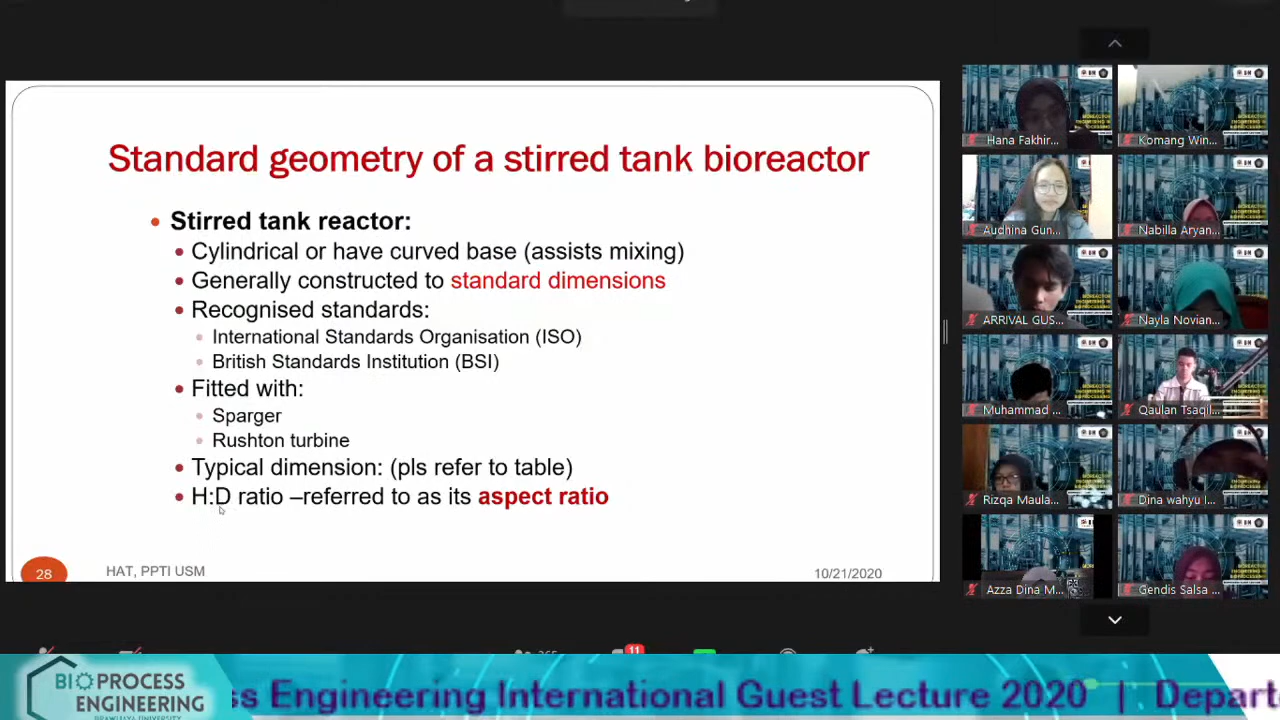 Standard geometry of a stirred tank bioreactor
• Stirred tank reactor:
• Cylindrical or have curved base (assists mixing)
• Generally constructed to standard dimensions
• Recognised standards:
• International Standards Organisation (ISO)
• British Standards Institution (BSI)
• Fitted with:
• Sparger
• Rushton turbine
• Typical dimension: (pls refer to table)
• H:D ratio –referred to as its aspect ratio
28
HAT, PPTI USM
10/21/2020
Hana Fakhir...
Komang Win...
Audhina Gun...
Nabilla Aryan...
ARRIVAL GUS...
Nayla Novian...
Muhammad ...
Qaulan Tsaqil...
Rizqa Maula...
Dina wahyu I...
Azza Dina M...
Gendis Salsa ...
11
BIOPROCESS
ENGINEERING
BRAWIJAYA UNIVERSITY
ss Engineering International Guest Lecture 2020 | Depart